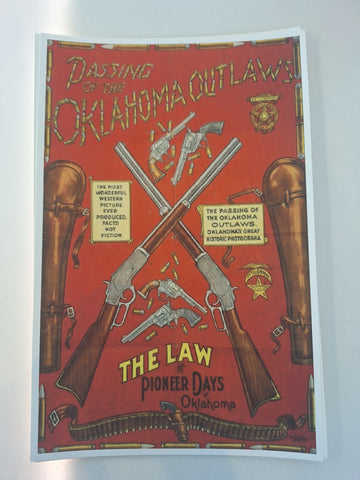 PASSING
OF THE
OKLAHOMA OUTLAWS
THE MOST
WONDERFUL
WESTERN
PICTURE
EVER
PRODUCED.
FACTS
NOT
FICTION
THE PASSING OF
THE OKLAHOMA
OUTLAWS.
OKLAHOMA'S GREAT
HISTORIC PHOTODRAMA
THE LAW
of
PIONEER DAYS
of
Oklahoma